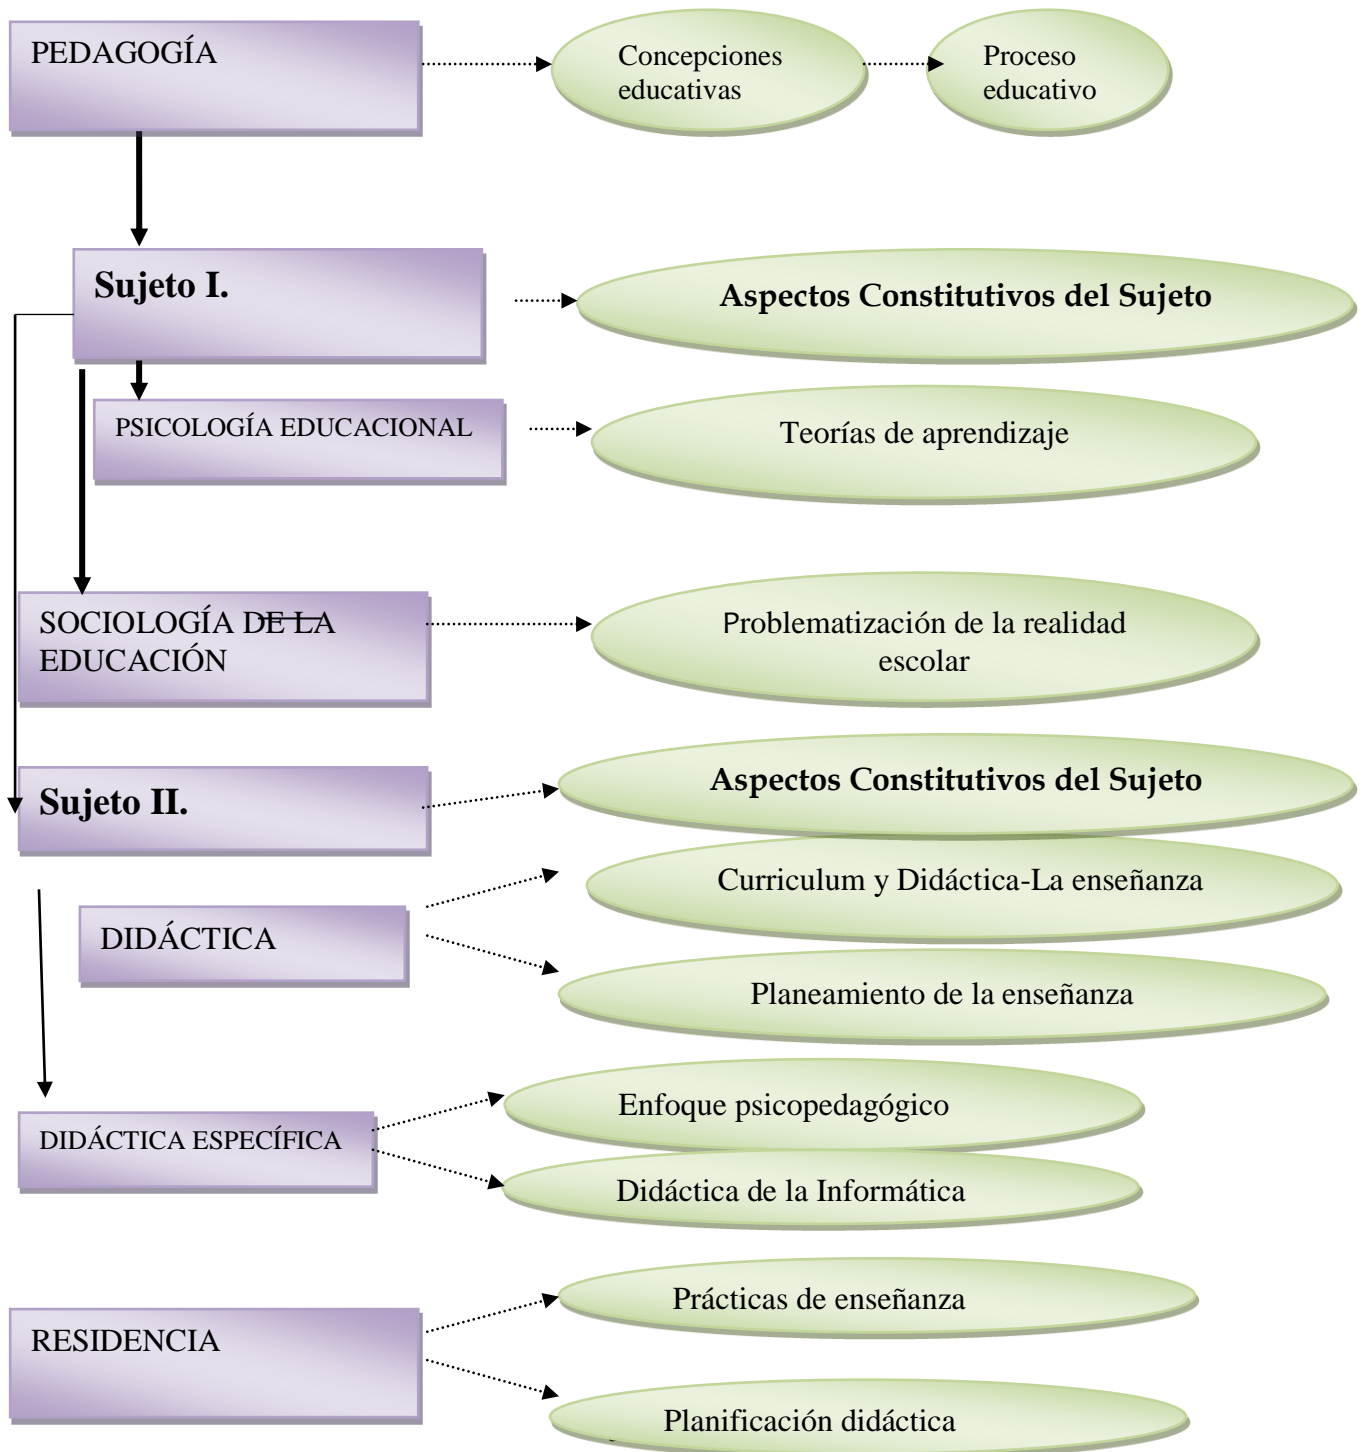 PEDAGOGÍA
Concepciones
educativas
Proceso
educativo
Sujeto I.
Aspectos Constitutivos del Sujeto
PSICOLOGÍA EDUCACIONAL
Teorías de aprendizaje
SOCIOLOGÍA DE LA
EDUCACIÓN
Problematización de la realidad
escolar
Sujeto II.
Aspectos Constitutivos del Sujeto
Curriculum y Didáctica-La enseñanza
DIDÁCTICA
Planeamiento de la enseñanza
Enfoque psicopedagógico
DIDÁCTICA ESPECÍFICA
Didáctica de la Informática
Prácticas de enseñanza
RESIDENCIA
Planificación didáctica